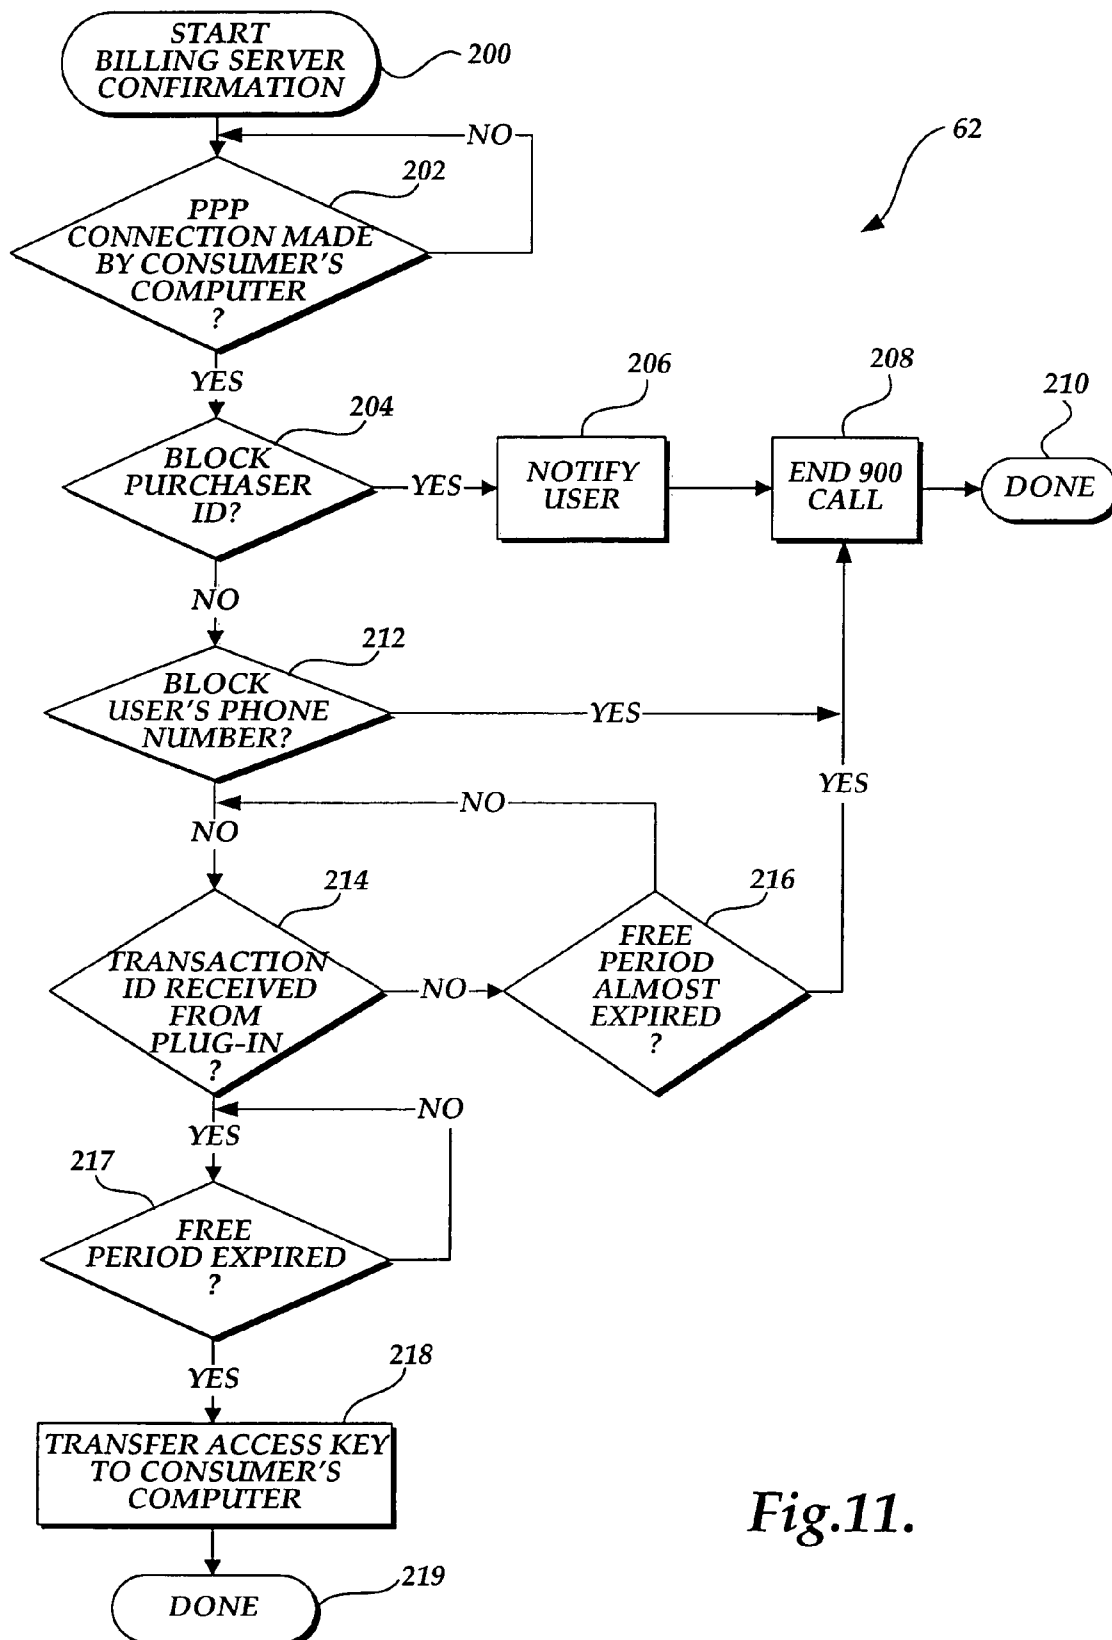 START
BILLING SERVER
CONFIRMATION
200
NO
62
202
PPP
CONNECTION MADE
BY CONSUMER'S
COMPUTER
?
YES
204
206
208
210
BLOCK
PURCHASER
ID?
YES
NOTIFY
USER
END 900
CALL
DONE
NO
212
BLOCK
USER'S PHONE
NUMBER?
YES
YES
NO
NO
214
216
TRANSACTION
ID RECEIVED
FROM
PLUG-IN
?
NO
FREE
PERIOD
ALMOST
EXPIRED
?
NO
YES
217
FREE
PERIOD EXPIRED
?
YES
218
TRANSFER ACCESS KEY
TO CONSUMER'S
COMPUTER
Fig.11.
219
DONE